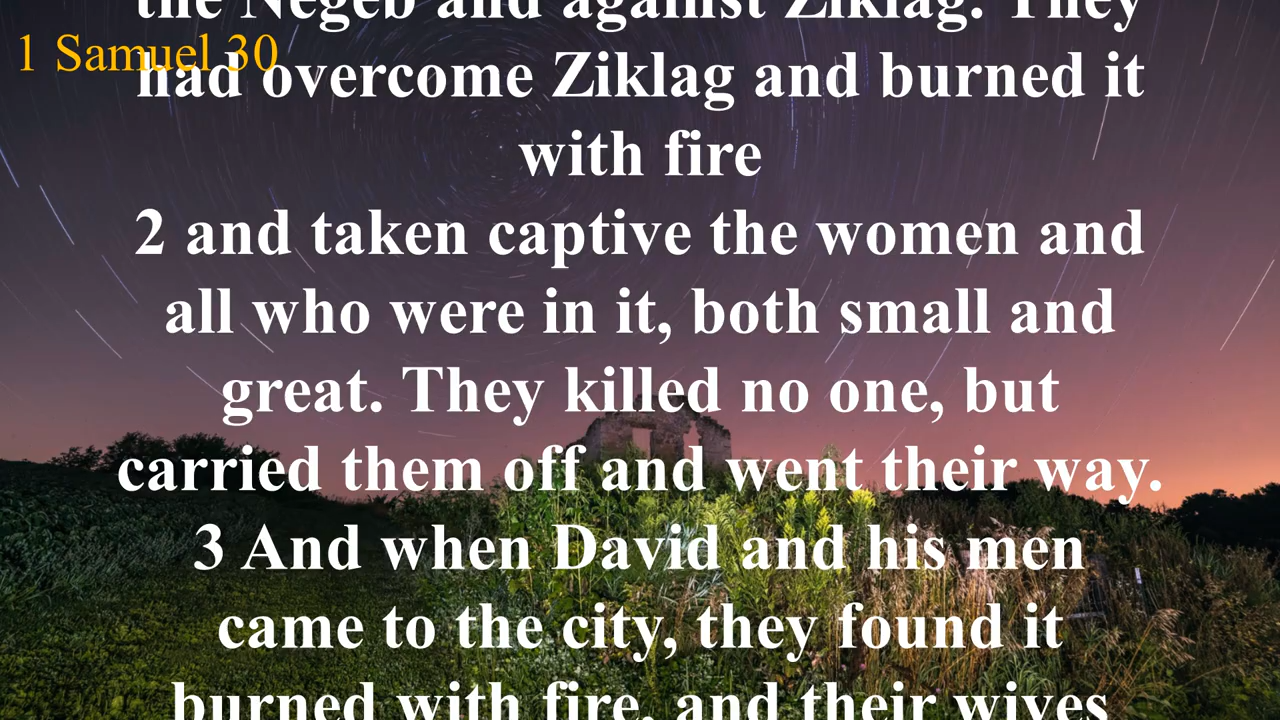 the Negeb and against Ziklag. They
1 Samuel 30
had overcome Ziklag and burned it
with fire
2 and taken captive the women and
all who were in it, both small and
great. They killed no one, but
carried them off and went their way.
3 And when David and his men
came to the city, they found it
burned with fire, and their wives